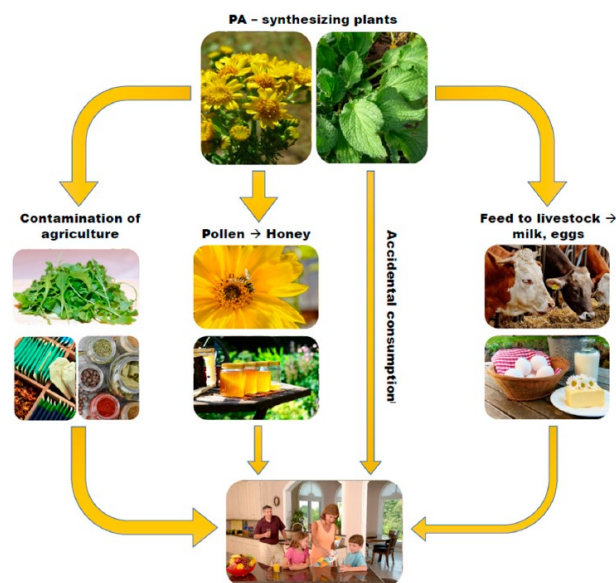 PA – synthesizing plants
Contamination of
agriculture
Pollen → Honey
Accidental consumption
Feed to livestock →
milk, eggs